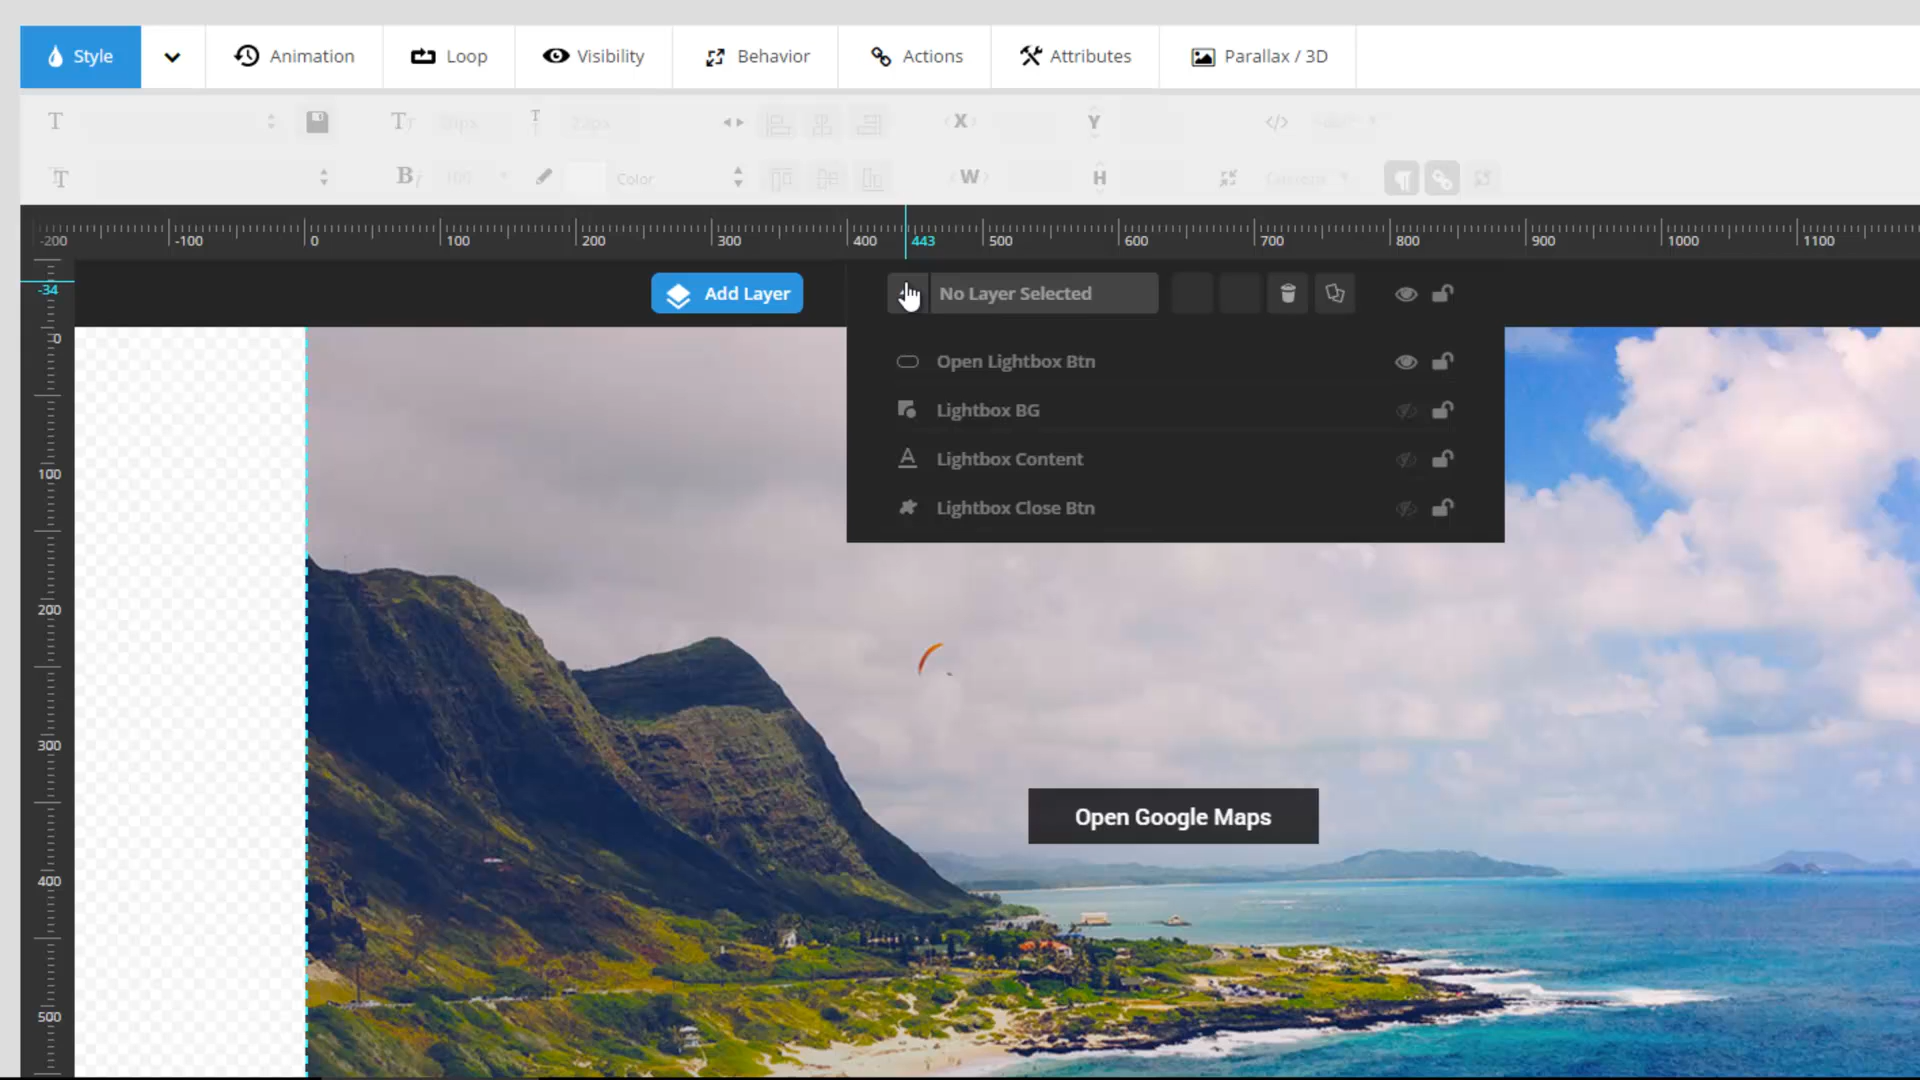 Style Animation Loop Visibility Behavior Actions Attributes Parallax / 3D
T TT T X Y </>
T B 100 Color W H
-200 -100 0 100 200 300 400 443 500 600 700 800 900 1000 1100
-34
Add Layer No Layer Selected
0
Open Lightbox Btn
Lightbox BG
100
Lightbox Content
Lightbox Close Btn
200
300
Open Google Maps
400
500